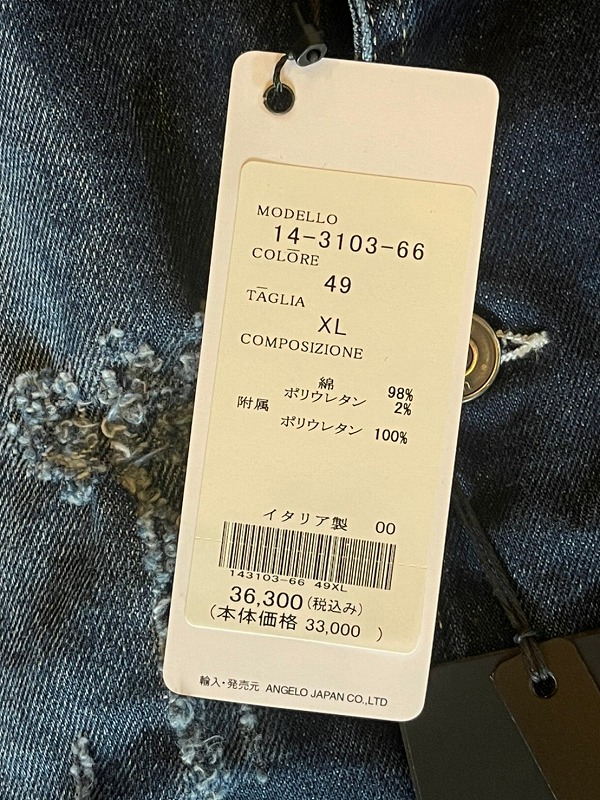 MODELLO
14-3103-66
COLORE
49
TAGLIA
XL
COMPOSIZIONE
綿 98%
ポリウレタン 2%
附属
ポリウレタン 100%
イタリア製 00
143103-66 49XL
36,300(税込み)
(本体価格 33,000 )
輸入・発売元 ANGELO JAPAN CO.,LTD